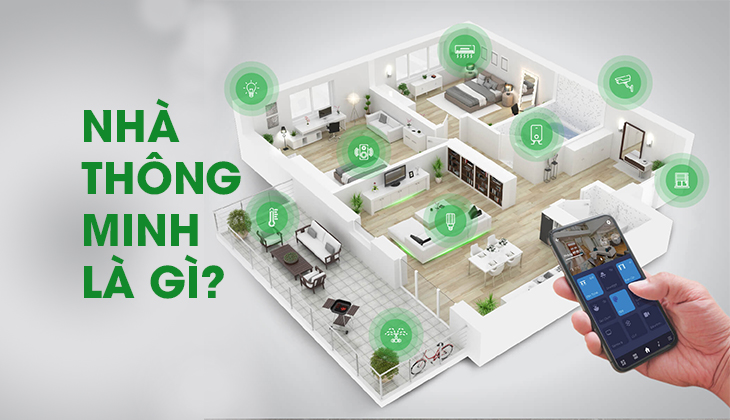 NHÀ
THÔNG
MINH
LÀ GÌ?